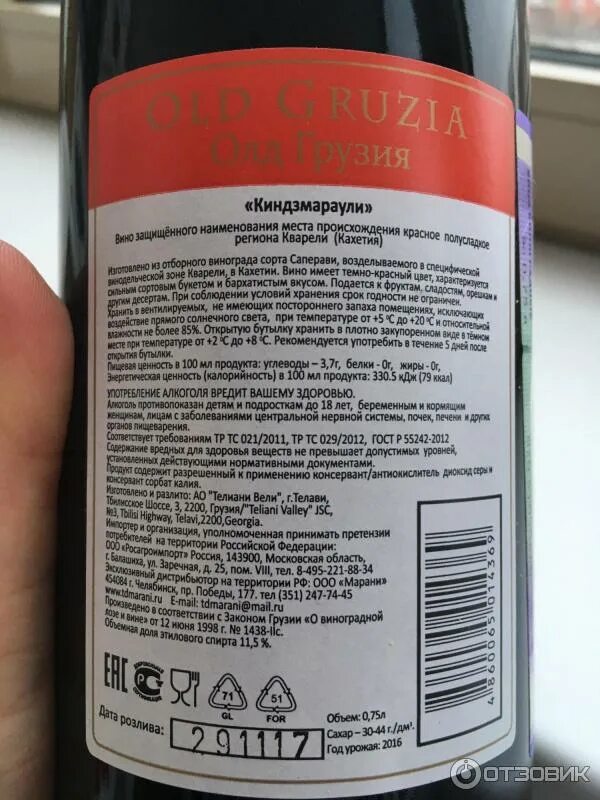 OLD GRUZIA
Олд Грузия
«Киндзмараули»
Вино защищённого наименования места происхождения красное полусладкое
региона Кварели (Кахетия)
Изготовлено из отборного винограда сорта Саперави, возделываемого в специфической
винодельческой зоне Кварели, в Кахетии. Вино имеет темно-красный цвет, характеризуется
сильным сортовым букетом и бархатистым вкусом. Подается к фруктам, сладостям, орешкам и
другим десертам. При соблюдении условий хранения срок годности не ограничен.
Хранить в вентилируемых, не имеющих постороннего запаха помещениях, исключающих
воздействие прямого солнечного света, при температуре от +5 ºC до +20 ºC и относительной
влажности не более 85%. Открытую бутылку хранить в плотно закупоренном виде в тёмном
месте при температуре от +2 ºC до +8 ºC. Рекомендуется употребить в течение 5 дней после
открытия бутылки.
Пищевая ценность в 100 мл продукта: углеводы – 3,7г, белки - 0г, жиры - 0г,
Энергетическая ценность (калорийность) в 100 мл продукта: 330.5 кДж (79 ккал)
УПОТРЕБЛЕНИЕ АЛКОГОЛЯ ВРЕДИТ ВАШЕМУ ЗДОРОВЬЮ.
Алкоголь противопоказан детям и подросткам до 18 лет, беременным и кормящим
женщинам, лицам с заболеваниями центральной нервной системы, почек, печени и других
органов пищеварения.
Соответствует требованиям ТР ТС 021/2011, ТР ТС 029/2012, ГОСТ Р 55242-2012
Содержание вредных для здоровья веществ не превышает допустимых уровней,
установленных действующими нормативными документами.
Продукт содержит разрешенный к применению консервант/антиокислитель диоксид серы и
консервант сорбат калия.
Изготовлено и разлито: АО "Телиани Вели", г.Телави,
Тбилисское Шоссе, 3, 2200, Грузия/"Teliani Valley" JSC,
№3, Tbilisi Highway, Telavi,2200,Georgia.
Импортер и организация, уполномоченная принимать претензии
потребителей на территории Российской Федерации:
ООО «Росагроимпорт» Россия, 143900, Московская область,
г. Балашиха, ул. Заречная, д. 25, пом. VIII, тел. 8-495-221-88-34
Эксклюзивный дистрибьютор на территории РФ: ООО «Марани»
454084 г. Челябинск, пр. Победы, 177. тел (351) 247-74-45
www.tdmarani.ru E-mail: tdmarani@mail.ru
Произведено в соответствии с Законом Грузии «О виноградной
лозе и вине» от 12 июня 1998 г. № 1438-IIс.
Объемная доля этилового спирта 11,5 %.
4860065014369
EAC
71
GL
51
FOR
Объем: 0,75л
Сахар – 30-44 г./дм³.
Год урожая: 2016
Дата розлива: 291117
ОТЗОВИК